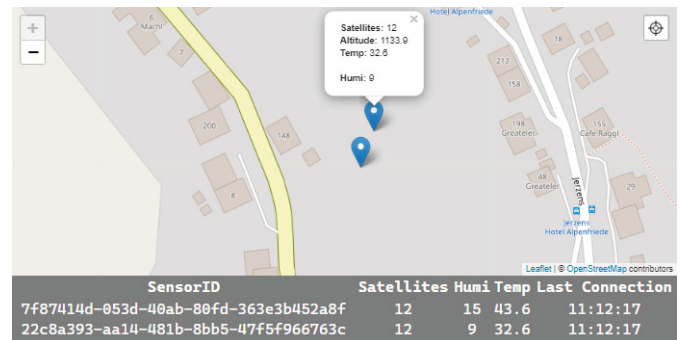 Hotel Alpenfriede
6
Machl
7
+
−
×
Satellites: 12
Altitude: 1133.9
Temp: 32.6
Humi: 9
18
212
158
200
148
198
Greateler
155
Cafe Raggl
48
Greateler
8
29
Jerzens
Jerzens
Hotel Alpenfriede
Leaflet | © OpenStreetMap contributors
SensorID Satellites Humi Temp Last Connection
7f87414d-053d-40ab-80fd-363e3b452a8f 12 15 43.6 11:12:17
22c8a393-aa14-481b-8bb5-47f5f966763c 12 9 32.6 11:12:17